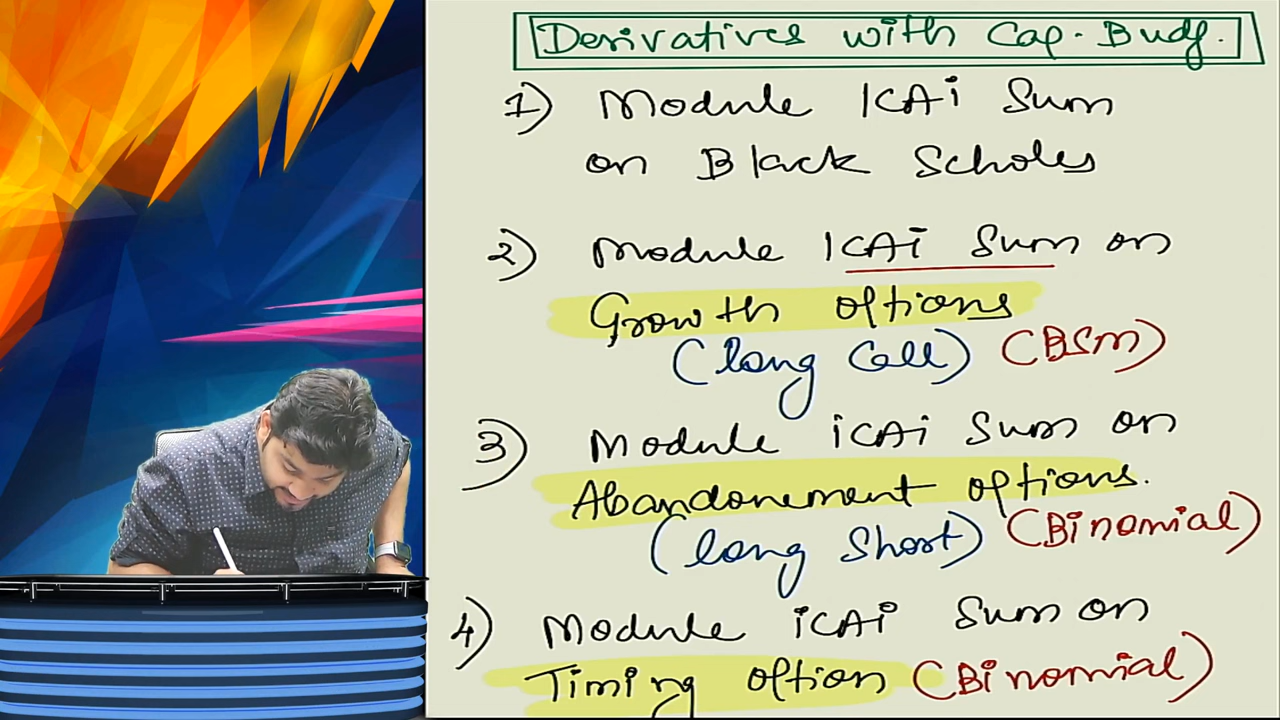 Derivatives with Cap. Budg.
1) Module ICAi Sum
on Black Scholes
2) Module ICAi Sum on
Growth options
(long Call) (BSM)
3) Module iCAi Sum on
Abandonement options.
(long Short) (Binomial)
4) Module iCAi Sum on
Timing option (Binomial)